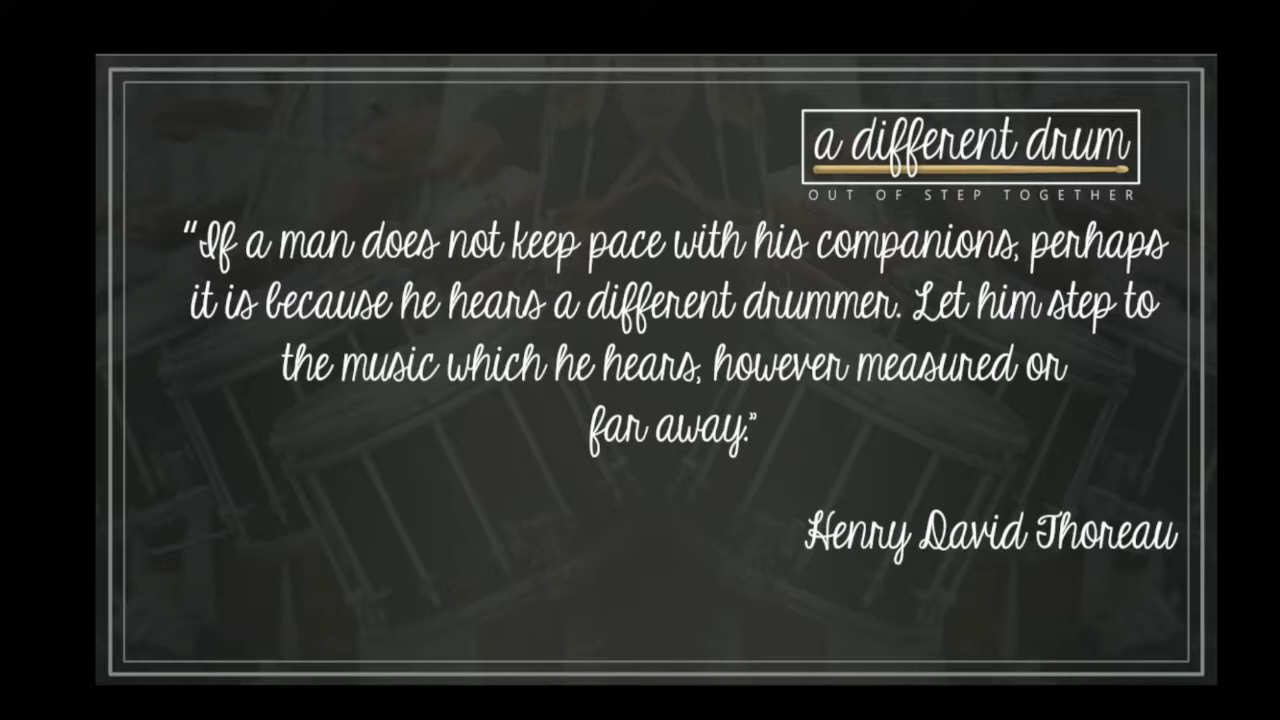 a different drum
OUT OF STEP TOGETHER
“If a man does not keep pace with his companions, perhaps
it is because he hears a different drummer. Let him step to
the music which he hears, however measured or
far away.”
Henry David Thoreau